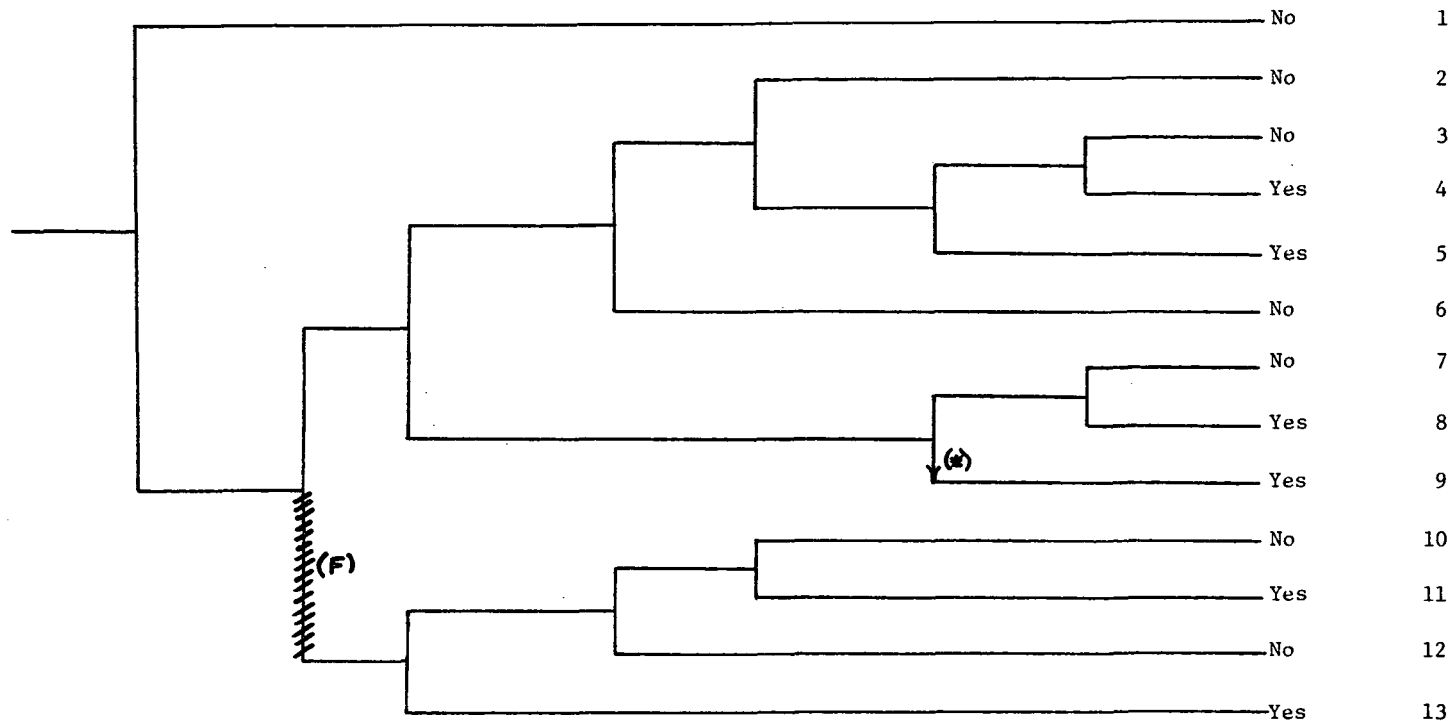 No 1
No 2
No 3
Yes 4
Yes 5
No 6
No 7
Yes 8
(*)
Yes 9
No 10
(F)
Yes 11
No 12
Yes 13